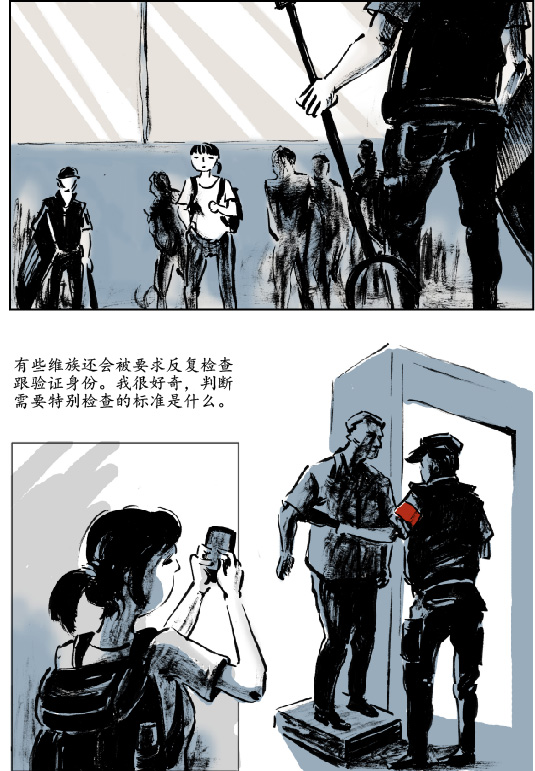 有些维族还会被要求反复检查
跟验证身份。我很好奇，判断
需要特别检查的标准是什么。